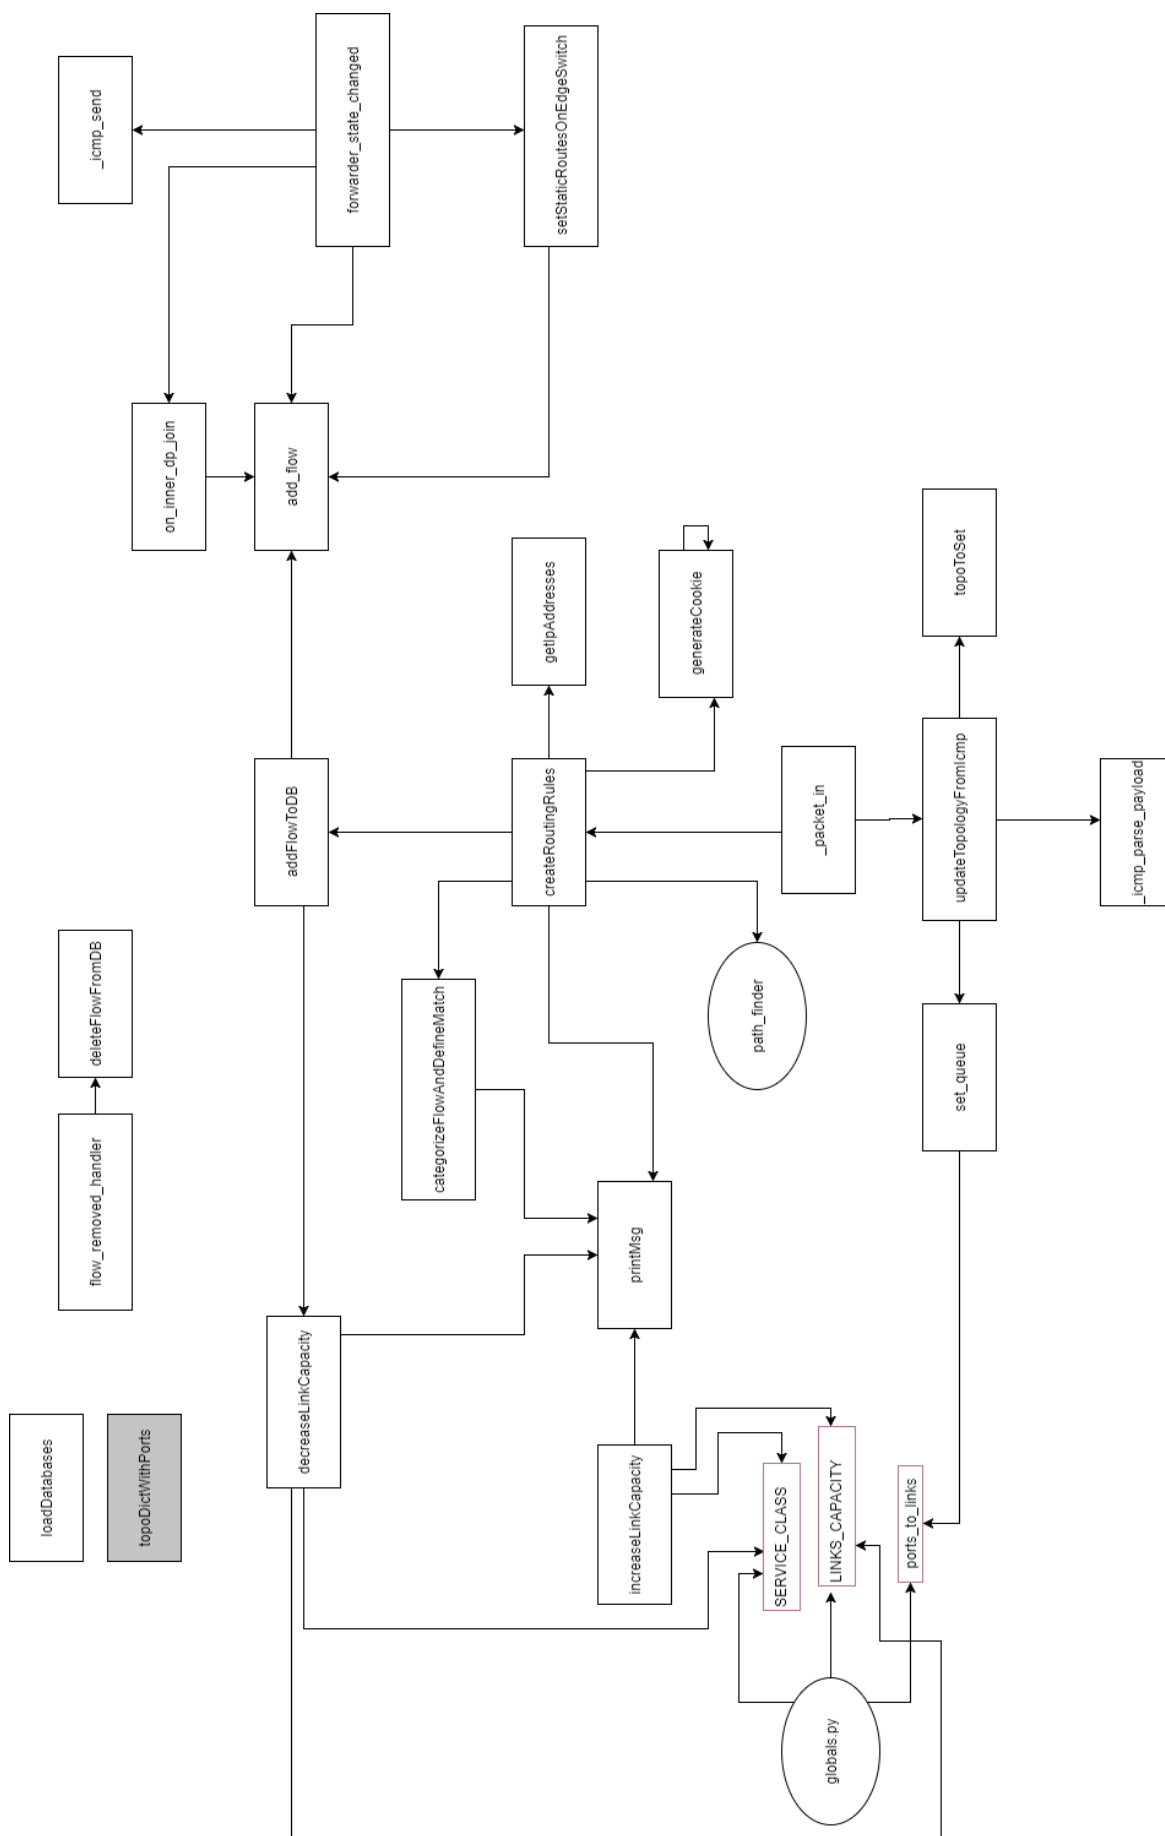 loadDatabases
topoDictWithPorts
flow_removed_handler
deleteFlowFromDB
_icmp_send
decreaseLinkCapacity
addFlowToDB
on_inner_dp_join
add_flow
forwarder_state_changed
setStaticRoutesOnEdgeSwitch
categorizeFlowAndDefineMatch
createRoutingRules
getIpAddresses
increaseLinkCapacity
printMsg
generateCookie
SERVICE_CLASS
LINKS_CAPACITY
ports_to_links
globals.py
path_finder
_packet_in
set_queue
updateTopologyFromIcmp
topoToSet
_icmp_parse_payload